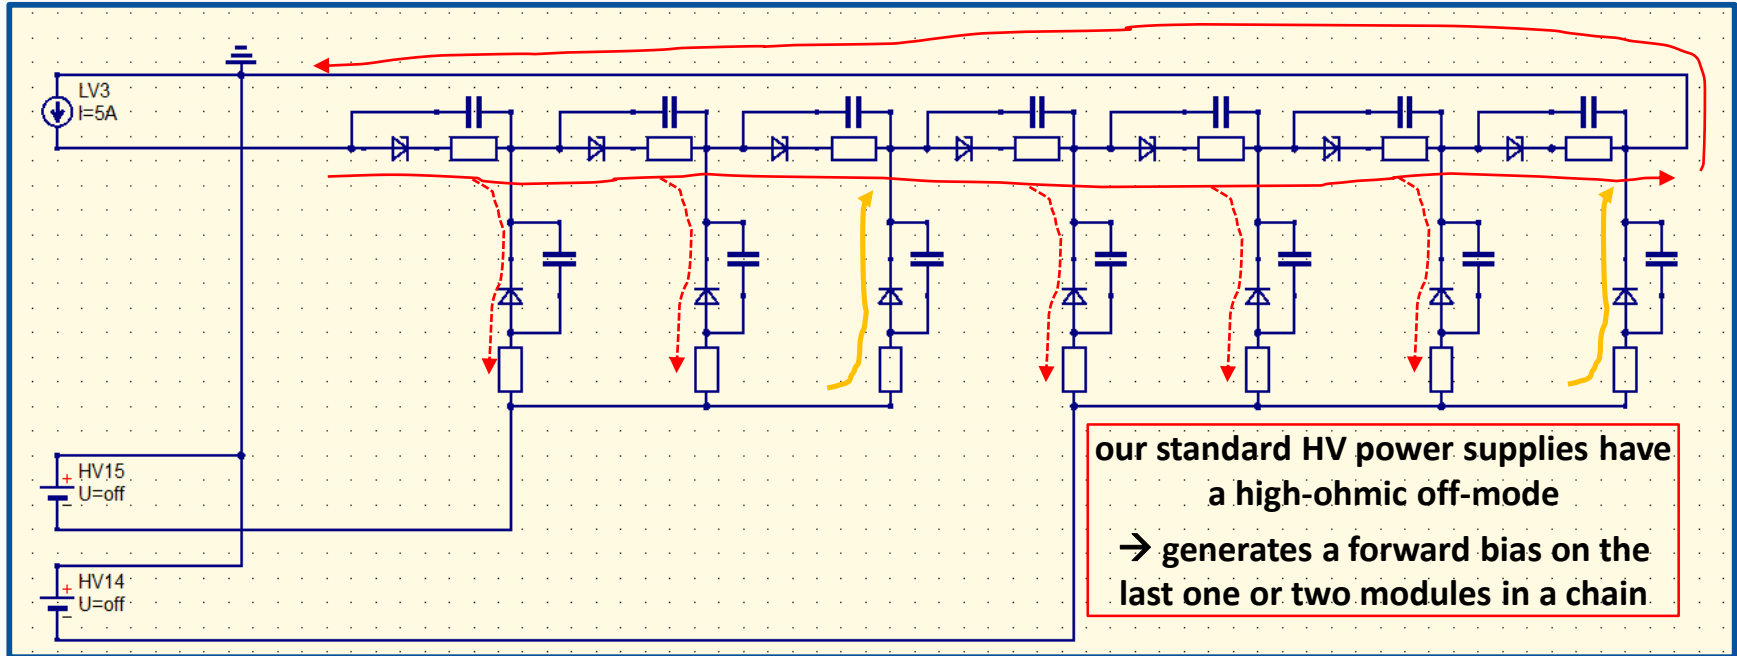 LV3
I=5A
+ HV15
U=off
−
+ HV14
U=off
−
our standard HV power supplies have
a high-ohmic off-mode
→ generates a forward bias on the
last one or two modules in a chain